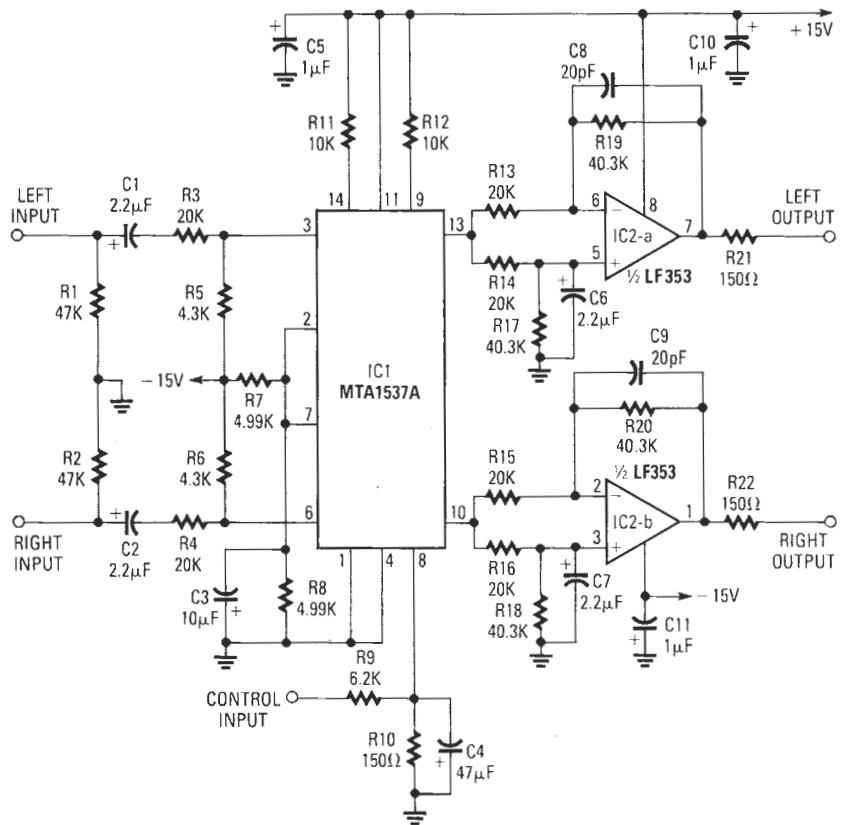 C5
1μF
C10
1μF
+15V
C8
20pF
R11
10K
R12
10K
R19
40.3K
LEFT
INPUT
C1
2.2μF
R3
20K
14
11
9
R13
20K
3
13
6
8
7
5
IC2-a
½ LF353
LEFT
OUTPUT
R21
150Ω
R1
47K
R5
4.3K
R14
20K
C6
2.2μF
R17
40.3K
2
IC1
MTA1537A
−15V
R7
4.99K
7
C9
20pF
R20
40.3K
R2
47K
R6
4.3K
R15
20K
½ LF353
R22
150Ω
6
10
2
1
3
IC2-b
RIGHT
INPUT
C2
2.2μF
R4
20K
1
4
8
R16
20K
C7
2.2μF
RIGHT
OUTPUT
C3
10μF
R8
4.99K
R18
40.3K
−15V
C11
1μF
R9
6.2K
CONTROL
INPUT
R10
150Ω
C4
47μF